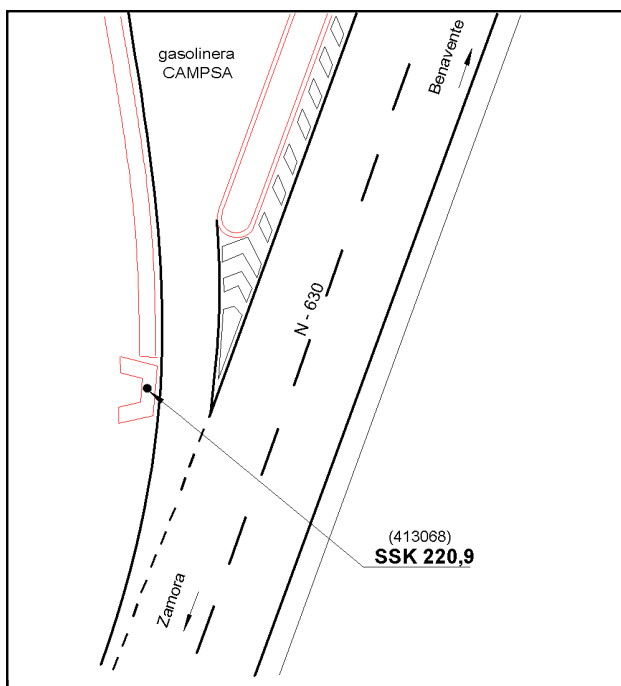 gasolinera
CAMPSA
Benavente
N - 630
(413068)
SSK 220,9
Zamora